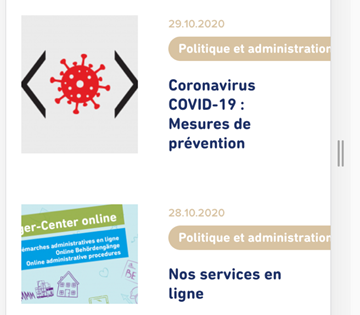 29.10.2020
Politique et administration
Coronavirus
COVID-19 :
Mesures de
prévention
28.10.2020
Politique et administration
Nos services en
ligne
ger-Center online
émarches administratives en ligne
Online Behördengänge
Online administrative procedures